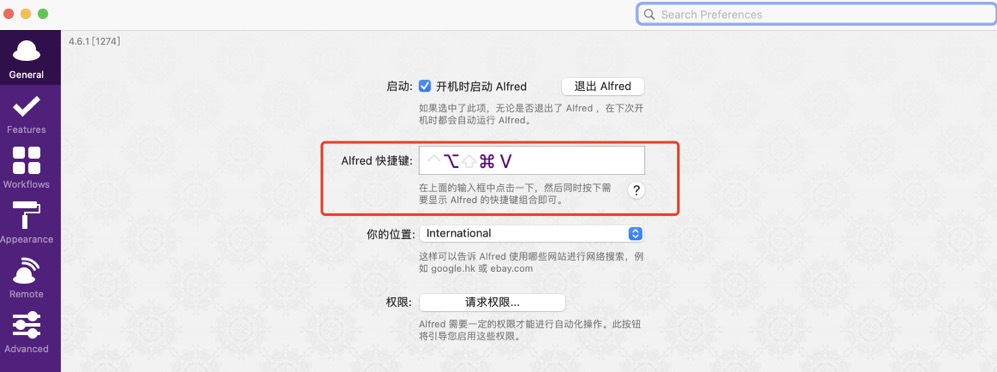 Search Preferences
4.6.1 [1274]
General
Features
Workflows
Appearance
Remote
Advanced
启动: 开机时启动 Alfred 退出 Alfred
如果选中了此项，无论是否退出了 Alfred ，在下次开
机时都会自动运行 Alfred。
Alfred 快捷键: ^⌥⇧⌘ V
在上面的输入框中点击一下，然后同时按下需
要显示 Alfred 的快捷键组合即可。 ?
你的位置: International
这样可以告诉 Alfred 使用哪些网站进行网络搜索，例
如 google.hk 或 ebay.com
权限: 请求权限...
Alfred 需要一定的权限才能进行自动化操作。此按钮
将引导您启用这些权限。